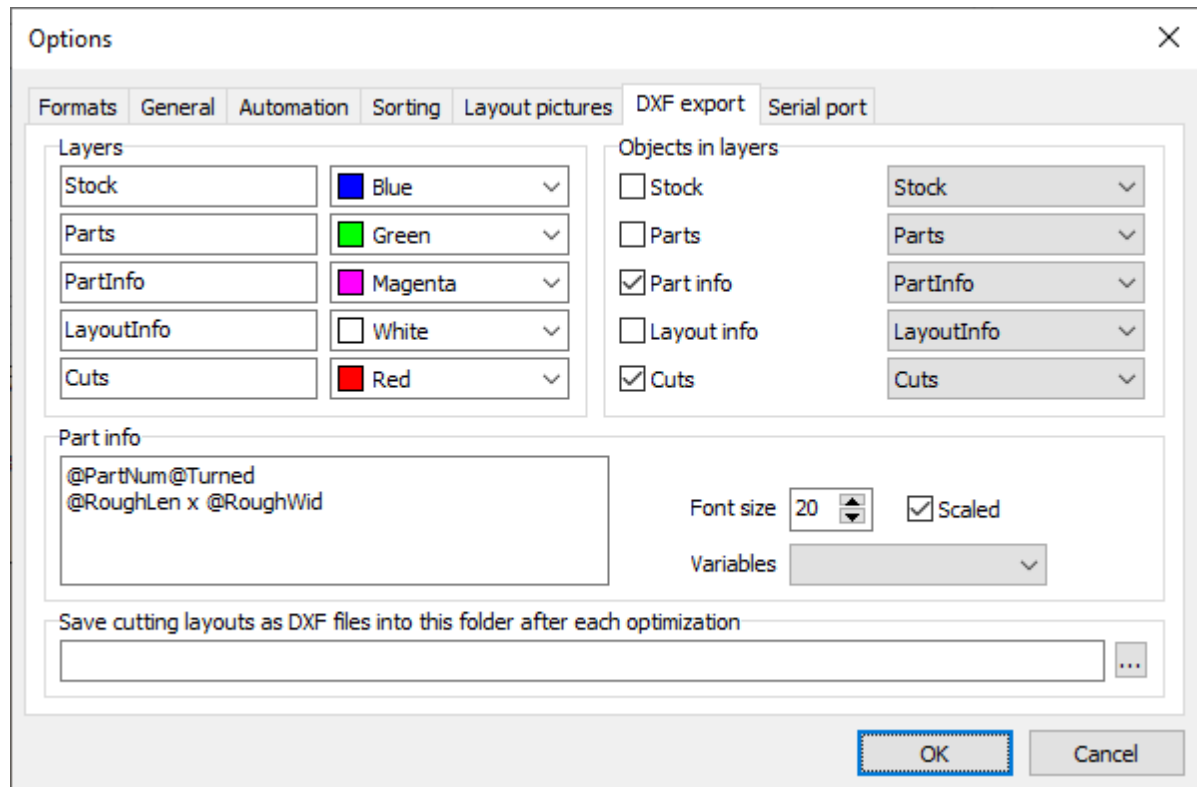 Options
Formats General Automation Sorting Layout pictures DXF export Serial port
Layers
Stock Blue
Parts Green
PartInfo Magenta
LayoutInfo White
Cuts Red
Objects in layers
Stock Stock
Parts Parts
Part info PartInfo
Layout info LayoutInfo
Cuts Cuts
Part info
@PartNum@Turned
@RoughLen x @RoughWid
Font size 20 Scaled
Variables
Save cutting layouts as DXF files into this folder after each optimization
...
OK Cancel